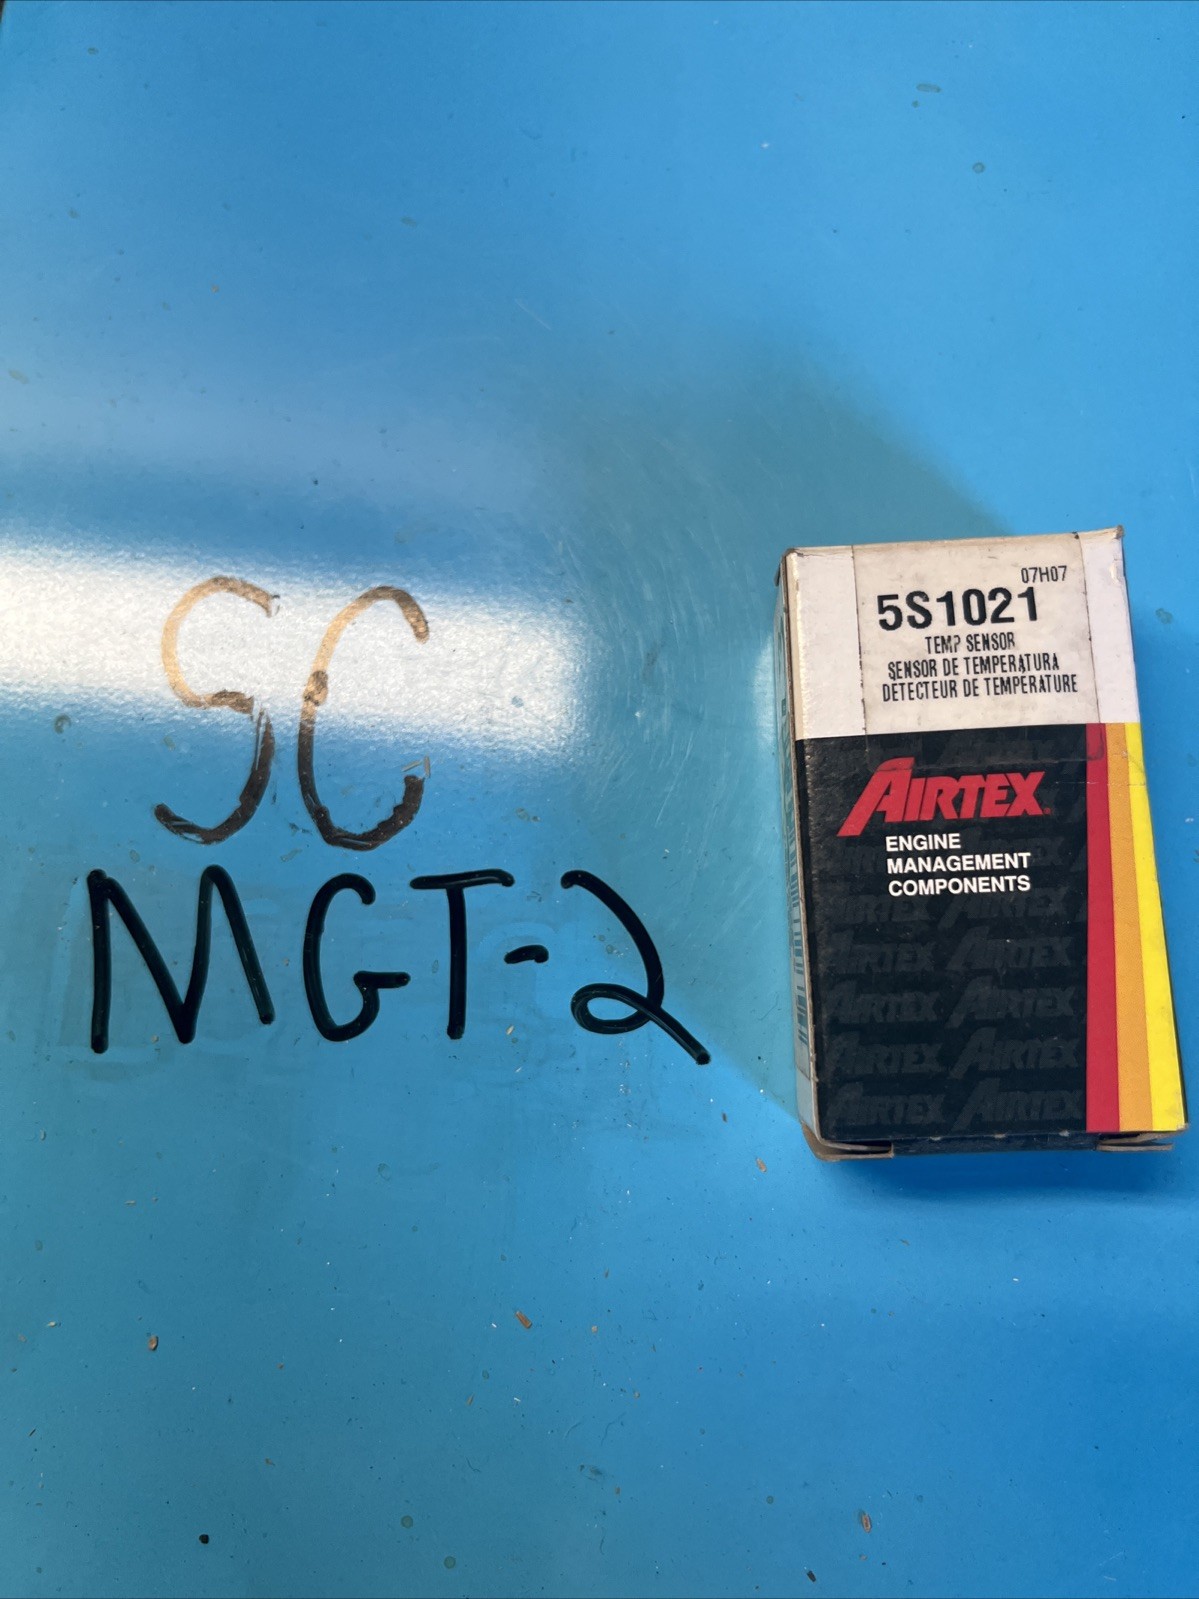 SC
MGT-2
07H07
5S1021
TEMP SENSOR
SENSOR DE TEMPERATURA
DETECTEUR DE TEMPERATURE
AIRTEX
ENGINE
MANAGEMENT
COMPONENTS